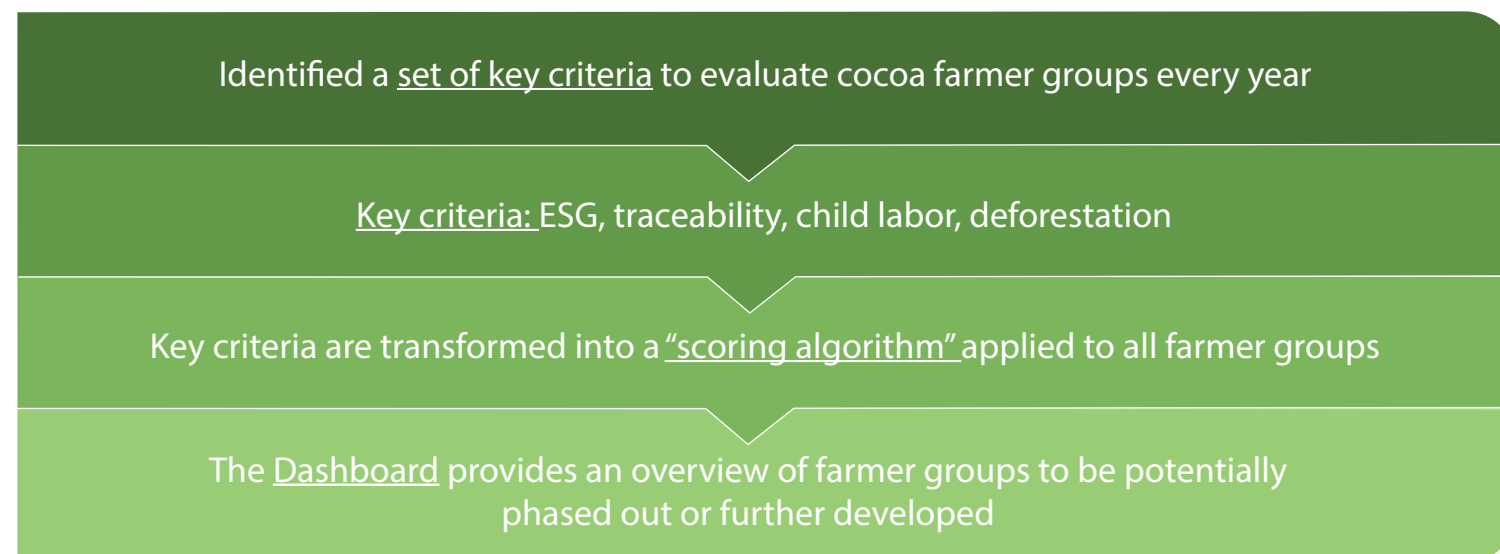 Identified a set of key criteria to evaluate cocoa farmer groups every year
Key criteria: ESG, traceability, child labor, deforestation
Key criteria are transformed into a “scoring algorithm” applied to all farmer groups
The Dashboard provides an overview of farmer groups to be potentially
phased out or further developed